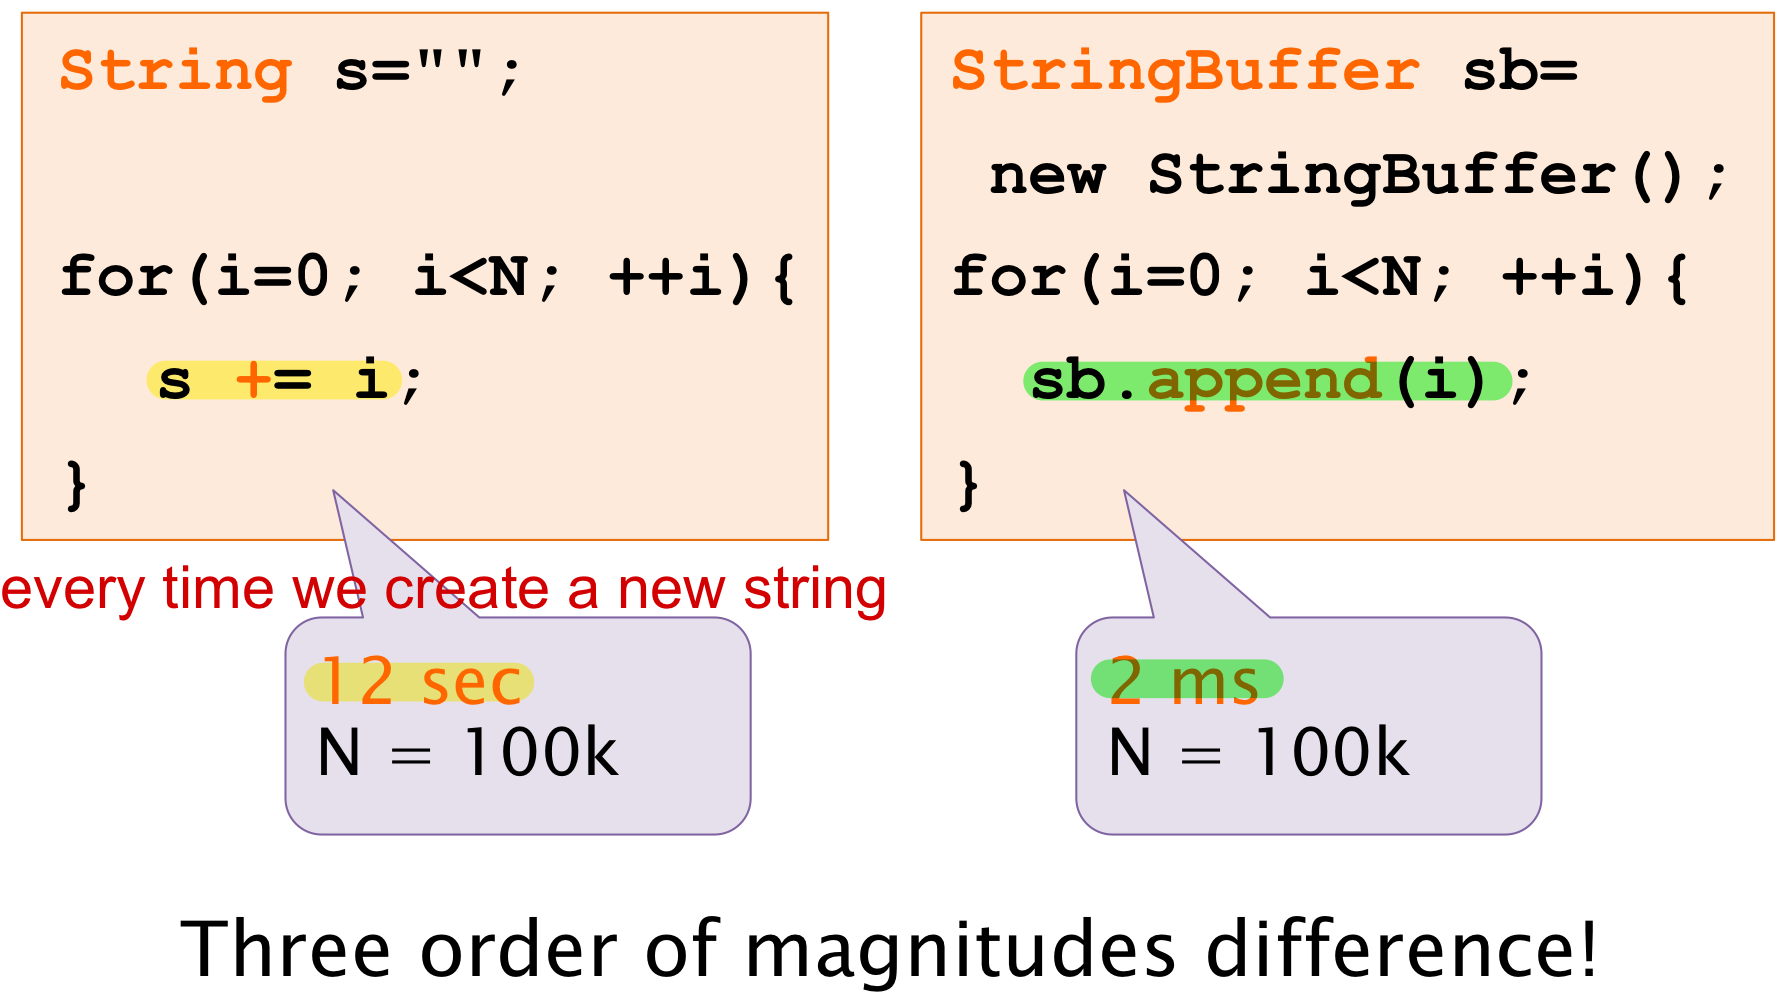 String s="";
for(i=0; i<N; ++i){
s += i;
}
every time we create a new string
12 sec
N = 100k
StringBuffer sb=
new StringBuffer();
for(i=0; i<N; ++i){
sb.append(i);
}
2 ms
N = 100k
Three order of magnitudes difference!